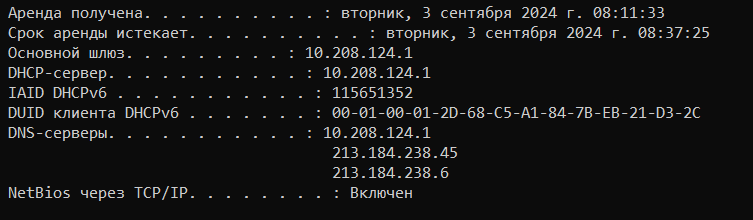 Аренда получена. . . . . . . . . . : вторник, 3 сентября 2024 г. 08:11:33
Срок аренды истекает. . . . . . . . . . : вторник, 3 сентября 2024 г. 08:37:25
Основной шлюз. . . . . . . . . : 10.208.124.1
DHCP-сервер. . . . . . . . . . . : 10.208.124.1
IAID DHCPv6 . . . . . . . . . . . : 115651352
DUID клиента DHCPv6 . . . . . . . : 00-01-00-01-2D-68-C5-A1-84-7B-EB-21-D3-2C
DNS-серверы. . . . . . . . . . . : 10.208.124.1
213.184.238.45
213.184.238.6
NetBios через TCP/IP. . . . . . . . : Включен